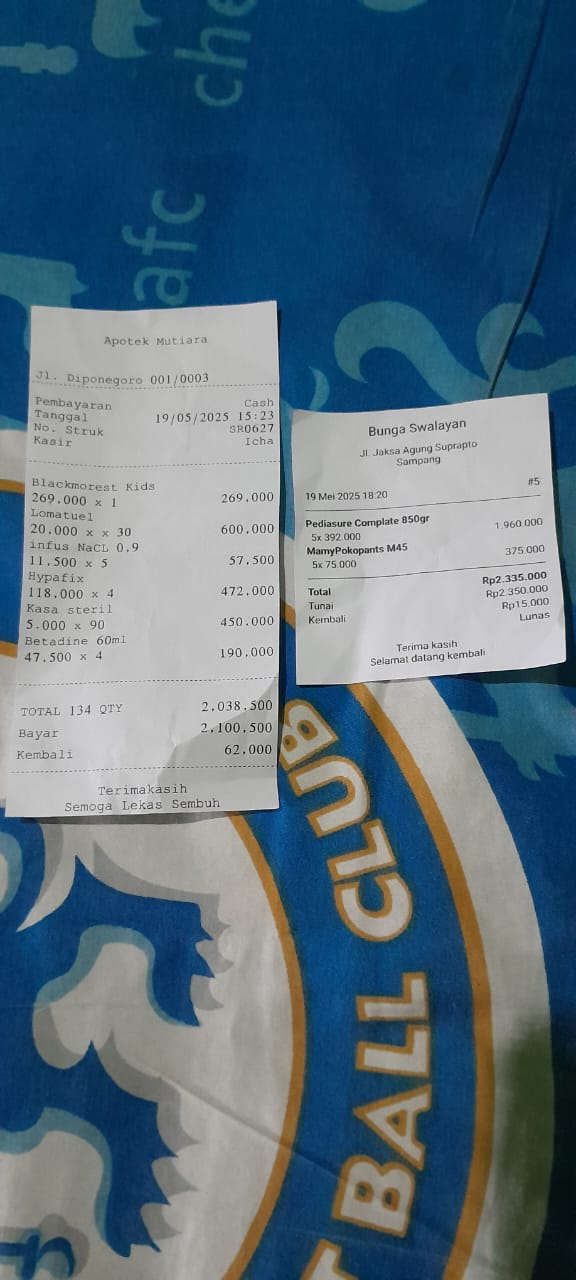 che
afc
Apotek Mutiara
Jl. Diponegoro 001/0003
Pembayaran Cash
Tanggal 19/05/2025 15:23
No. Struk SR0627
Kasir Icha
Blackmorest Kids
269.000 x 1 269.000
Lomatuel
20.000 x x 30 600.000
infus NaCL 0.9
11.500 x 5 57.500
Hypafix
118.000 x 4 472.000
Kasa steril
5.000 x 90 450.000
Betadine 60ml
47.500 x 4 190.000
TOTAL 134 QTY 2,038.500
Bayar 2,100,500
Kembali 62.000
Terimakasih
Semoga Lekas Sembuh
Bunga Swalayan
Jl. Jaksa Agung Suprapto
Sampang
#5
19 Mei 2025 18:20
Pediasure Complate 850gr
5x 392.000 1.960.000
MamyPokopants M45
5x 75.000 375.000
Total Rp2.335.000
Tunai Rp2.350.000
Kembali Rp15.000
Lunas
Terima kasih
Selamat datang kembali
BALL CLUB